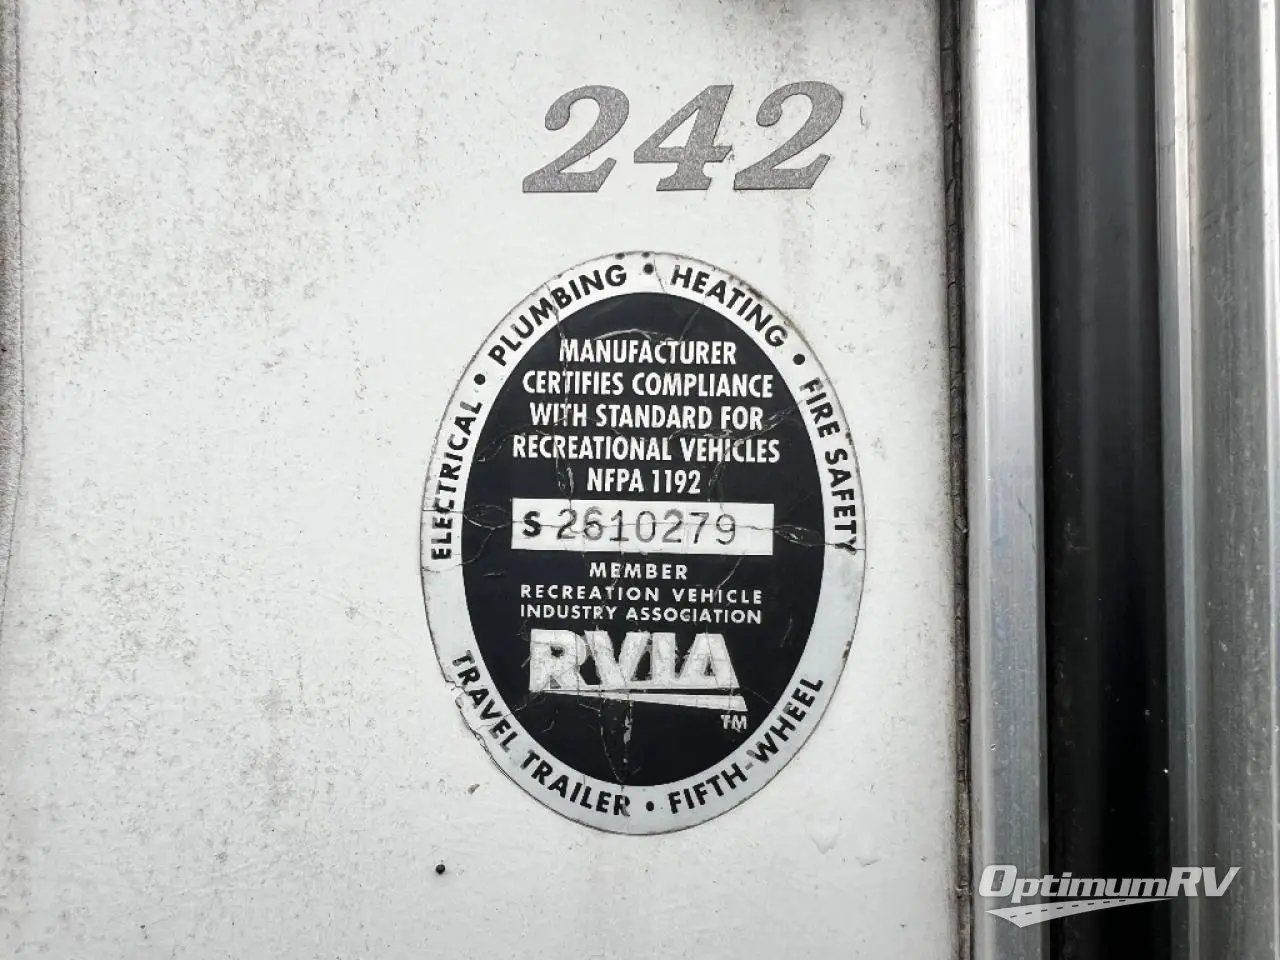 242
ELECTRICAL • PLUMBING • HEATING • FIRE SAFETY
MANUFACTURER
CERTIFIES COMPLIANCE
WITH STANDARD FOR
RECREATIONAL VEHICLES
NFPA 1192
S 2610279
MEMBER
RECREATION VEHICLE
INDUSTRY ASSOCIATION
RVIA
TM
TRAVEL TRAILER • FIFTH-WHEEL
OptimumRV